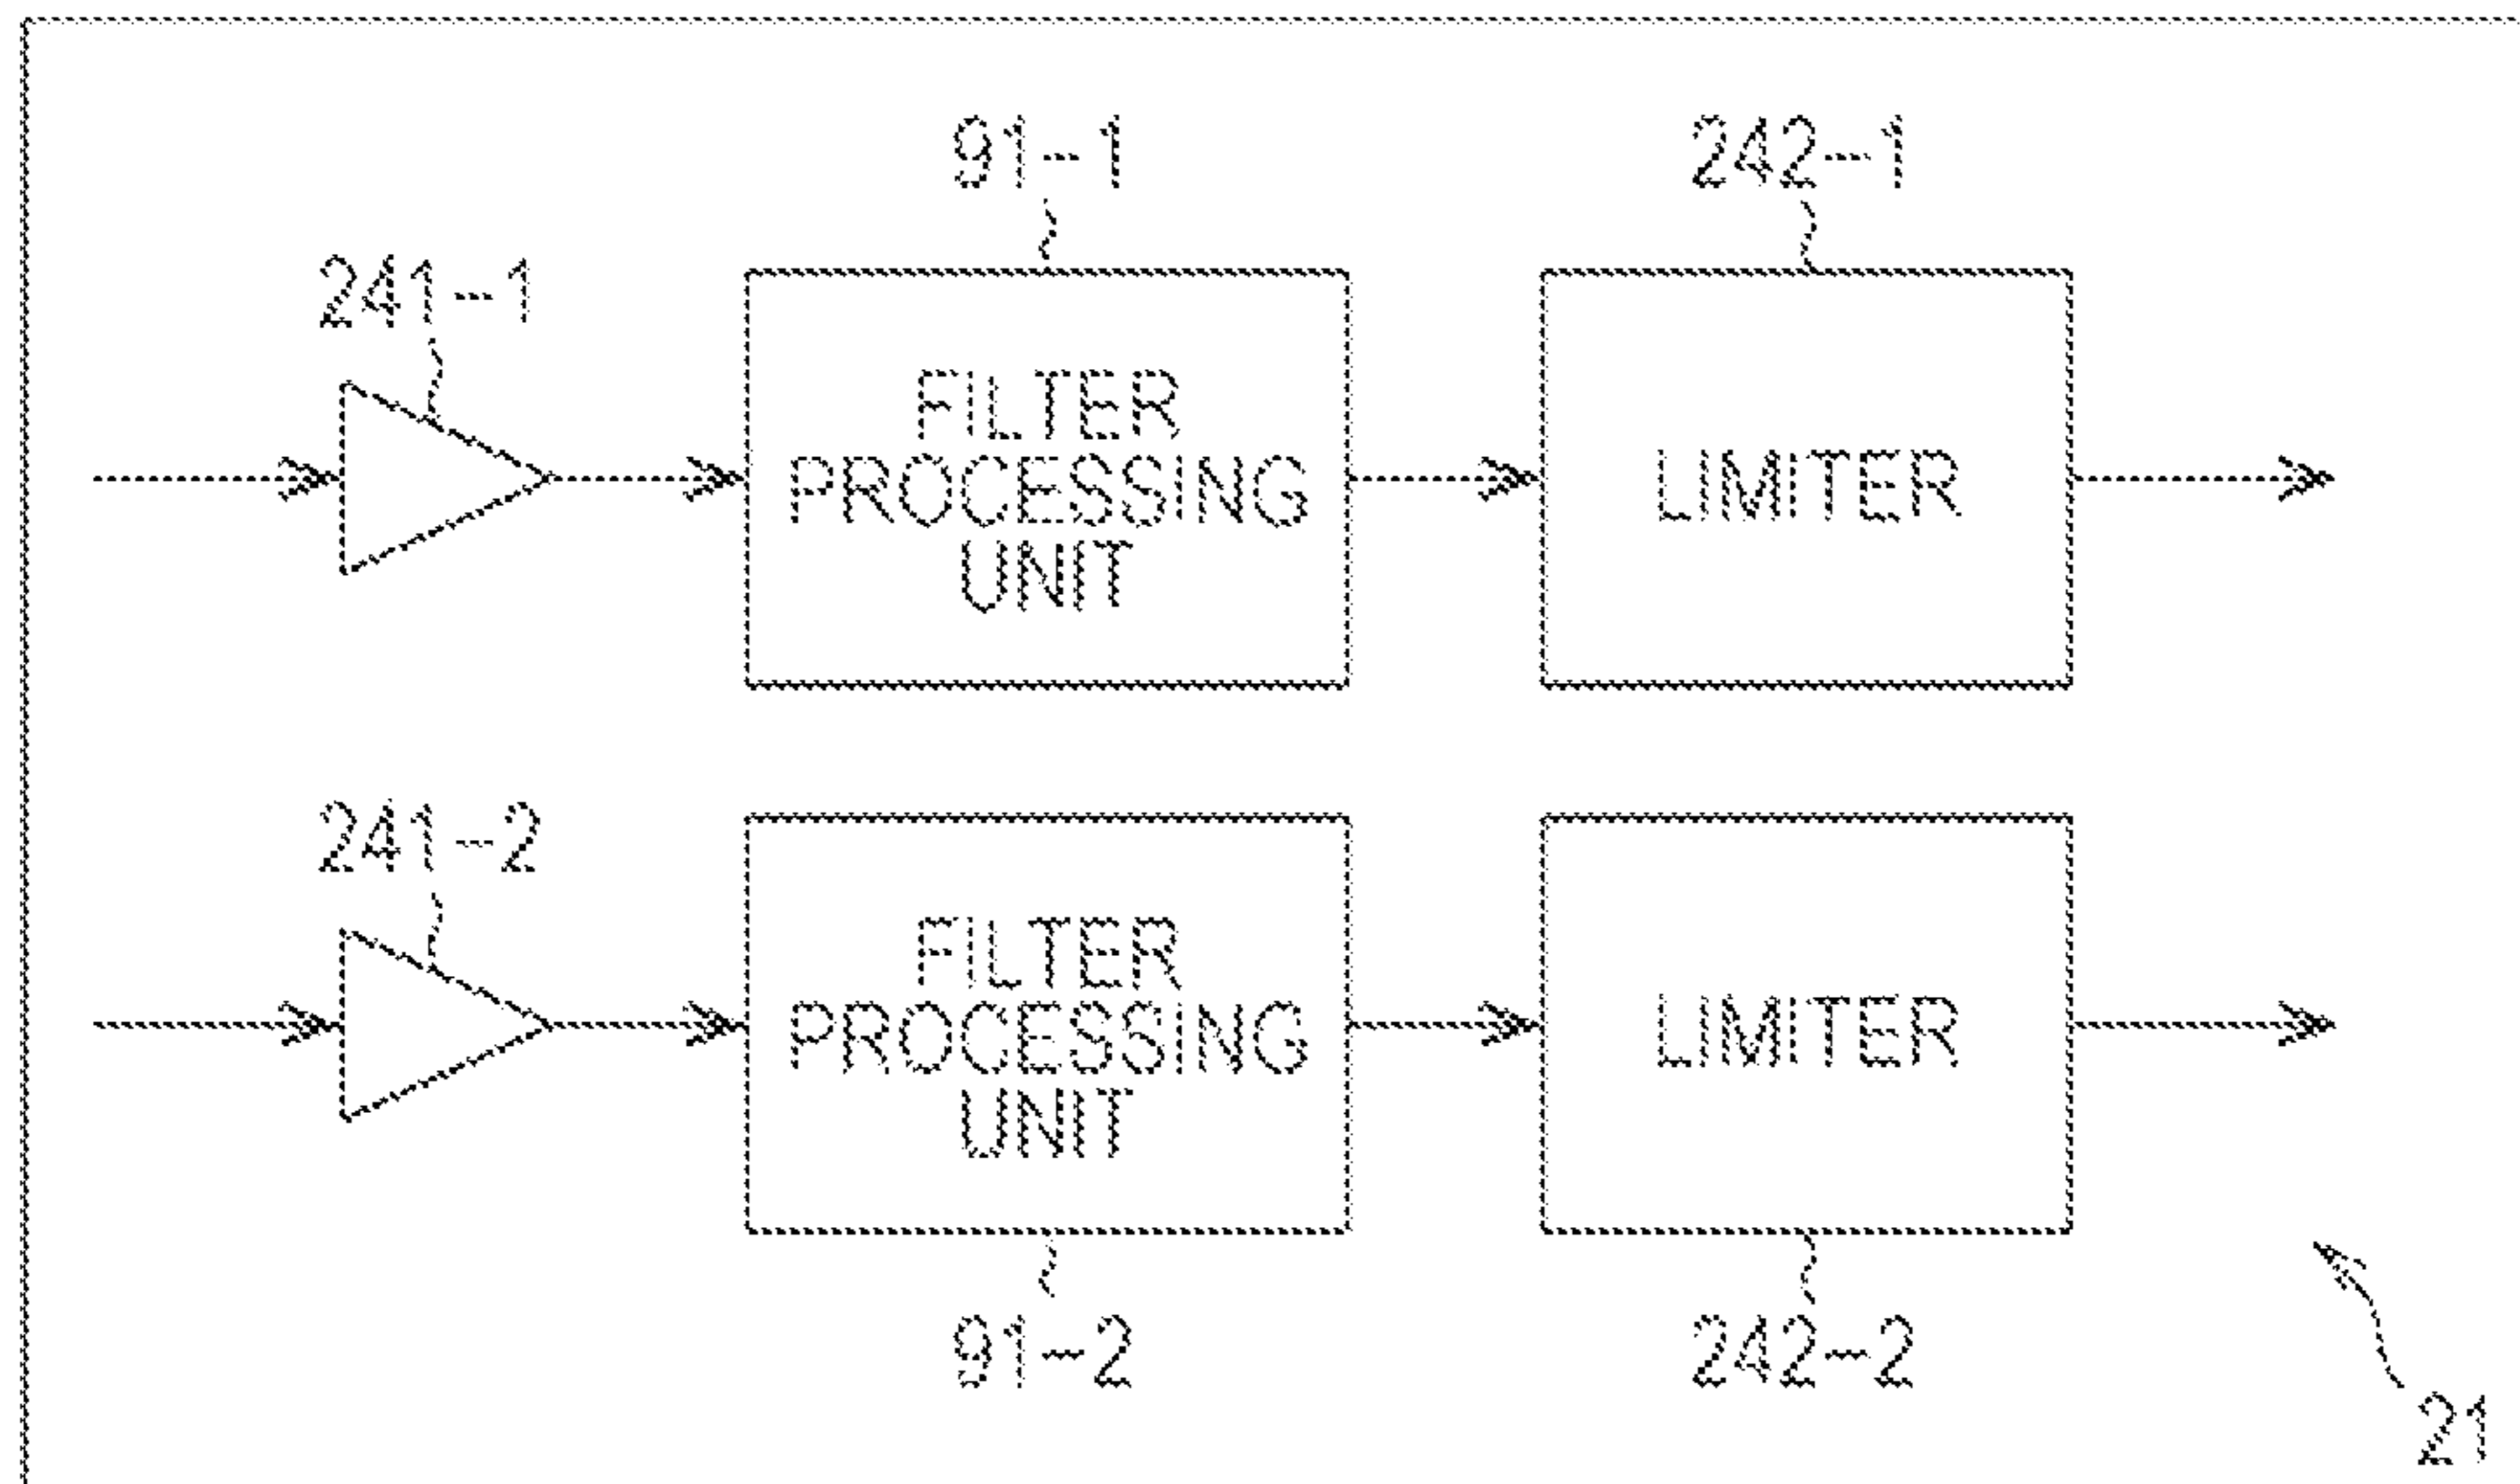 91-1
242-1
241-1
FILTER
PROCESSING
UNIT
LIMITER
241-2
FILTER
PROCESSING
UNIT
LIMITER
91-2
242-2
21